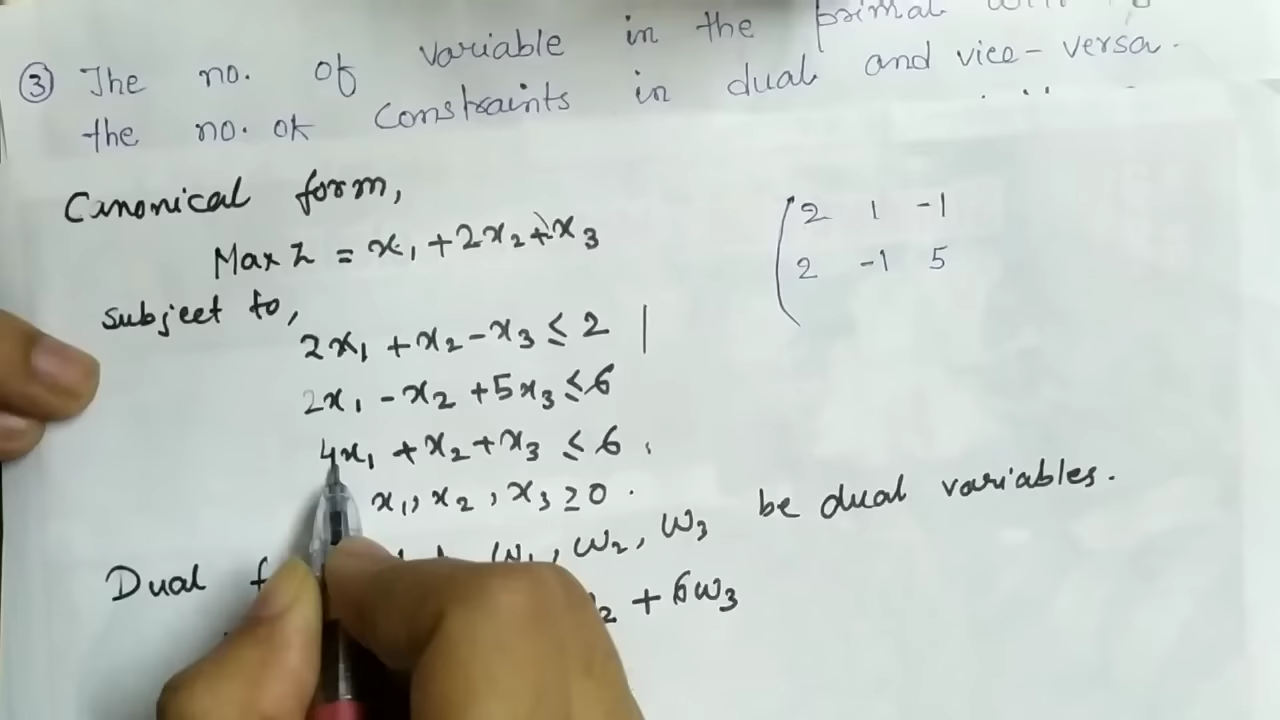 ③ The no. of variable in the primal
the no. of constraints in dual and vice-versa.
Canonical form,
Max Z = x₁ + 2x₂ + x₃
subject to,
2x₁ + x₂ - x₃ ≤ 2 |
2x₁ - x₂ + 5x₃ ≤ 6
4x₁ + x₂ + x₃ ≤ 6 ,
x₁, x₂, x₃ ≥ 0 .
2 1 -1
2 -1 5
Dual w₁, w₂, w₃ be dual variables.
+ 6w₃